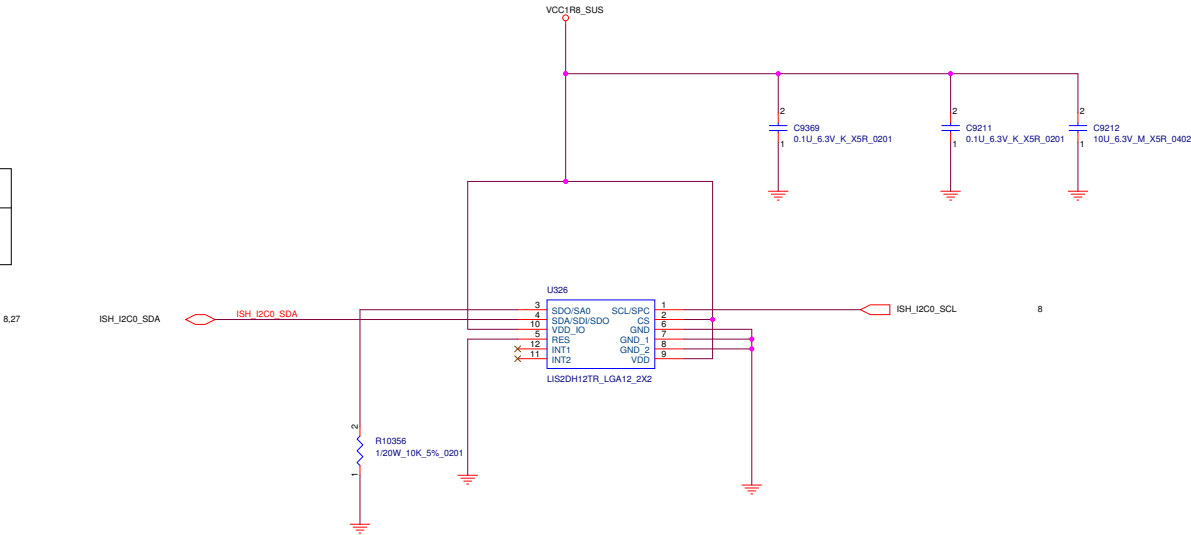 VCC1R8_SUS
2
2
2
C9369
0.1U_6.3V_K_X5R_0201
C9211
0.1U_6.3V_K_X5R_0201
C9212
10U_6.3V_M_X5R_0402
1
1
1
U326
8,27
ISH_I2C0_SDA
ISH_I2C0_SDA
3 SDO/SA0 SCL/SPC 1
4 SDA/SDI/SDO CS 2
10 VDD_IO GND 6
5 RES GND_1 7
12 INT1 GND_2 8
11 INT2 VDD 9
ISH_I2C0_SCL
8
LIS2DH12TR_LGA12_2X2
2
R10356
1/20W_10K_5%_0201
1